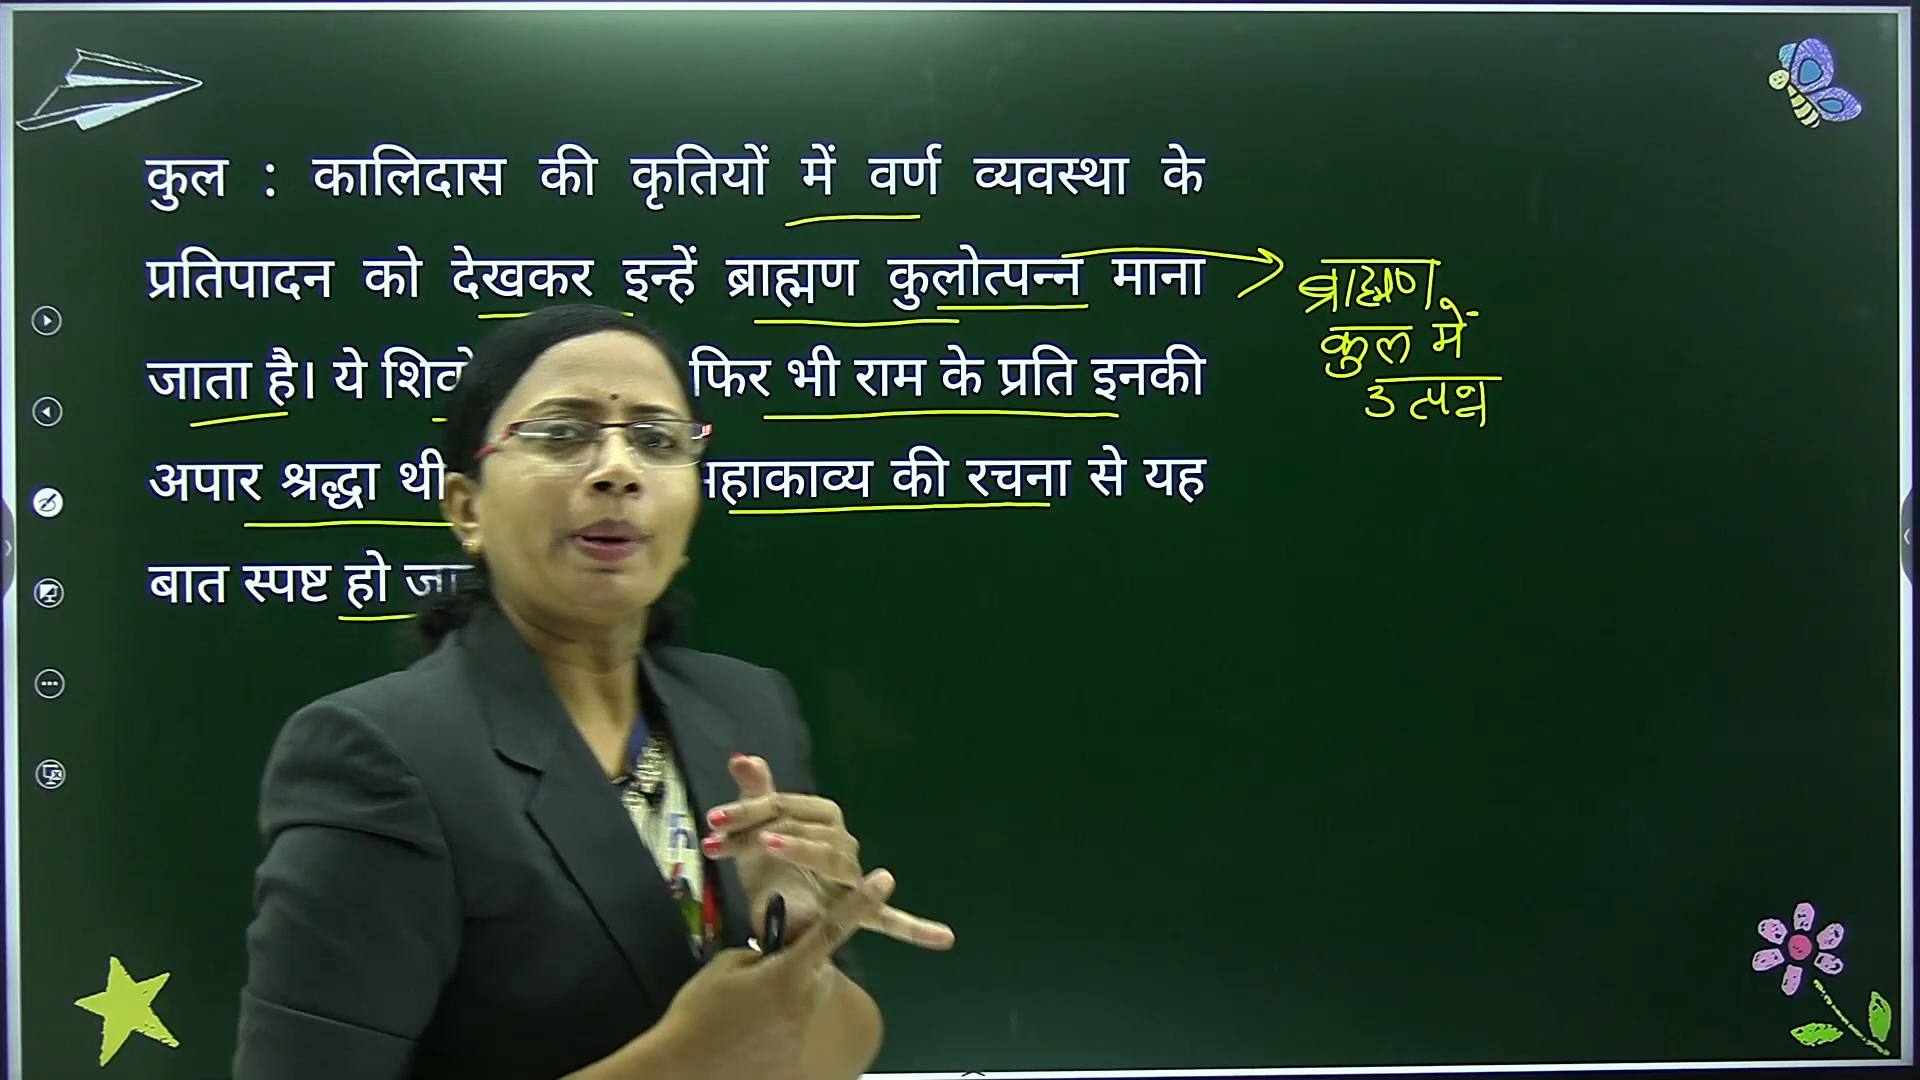 कुल : कालिदास की कृतियों में वर्ण व्यवस्था के
प्रतिपादन को देखकर इन्हें ब्राह्मण कुलोत्पन्न माना
जाता है। ये फिर भी राम के प्रति इनकी
अपार श्रद्धा थी की रचना से यह
बात स्पष्ट हो
ब्राह्मण
कुल में
उत्पन्न